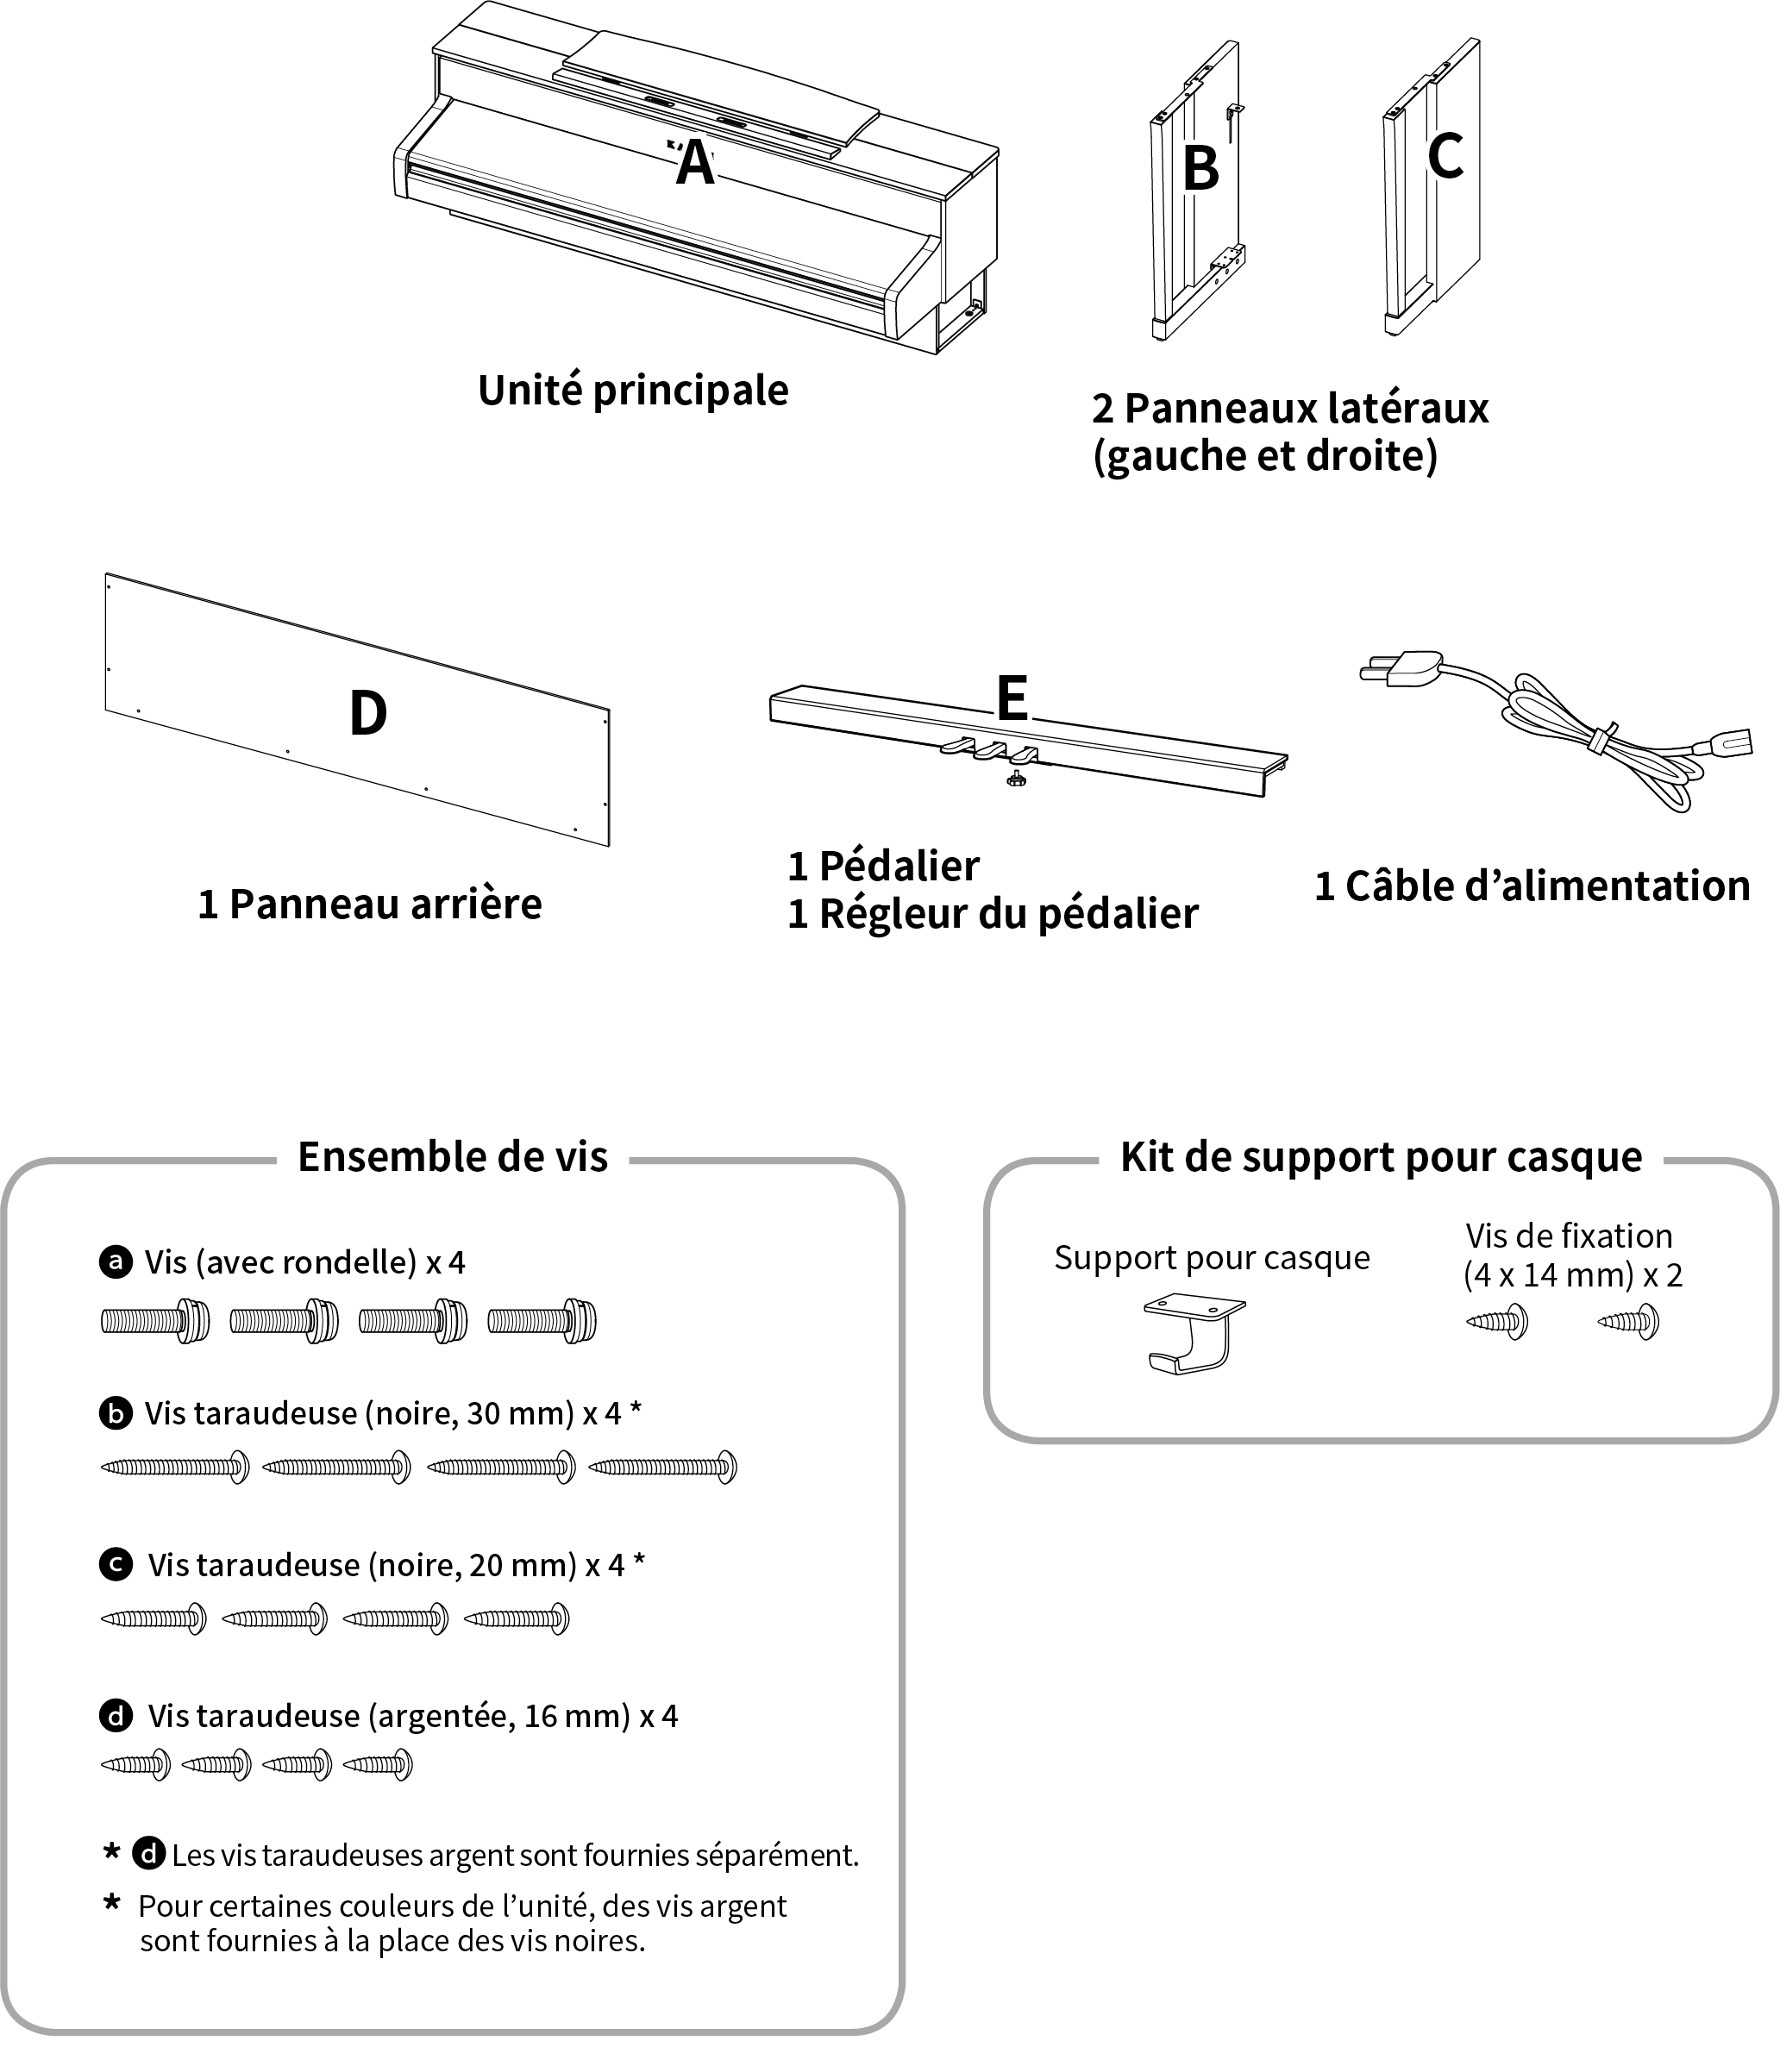 A
B
C
Unité principale
2 Panneaux latéraux
(gauche et droite)
D
E
1 Panneau arrière
1 Pédalier
1 Régleur du pédalier
1 Câble d’alimentation
Ensemble de vis
a Vis (avec rondelle) x 4
b Vis taraudeuse (noire, 30 mm) x 4 *
c Vis taraudeuse (noire, 20 mm) x 4 *
d Vis taraudeuse (argentée, 16 mm) x 4
* d Les vis taraudeuses argent sont fournies séparément.
* Pour certaines couleurs de l’unité, des vis argent
sont fournies à la place des vis noires.
Kit de support pour casque
Support pour casque
Vis de fixation
(4 x 14 mm) x 2